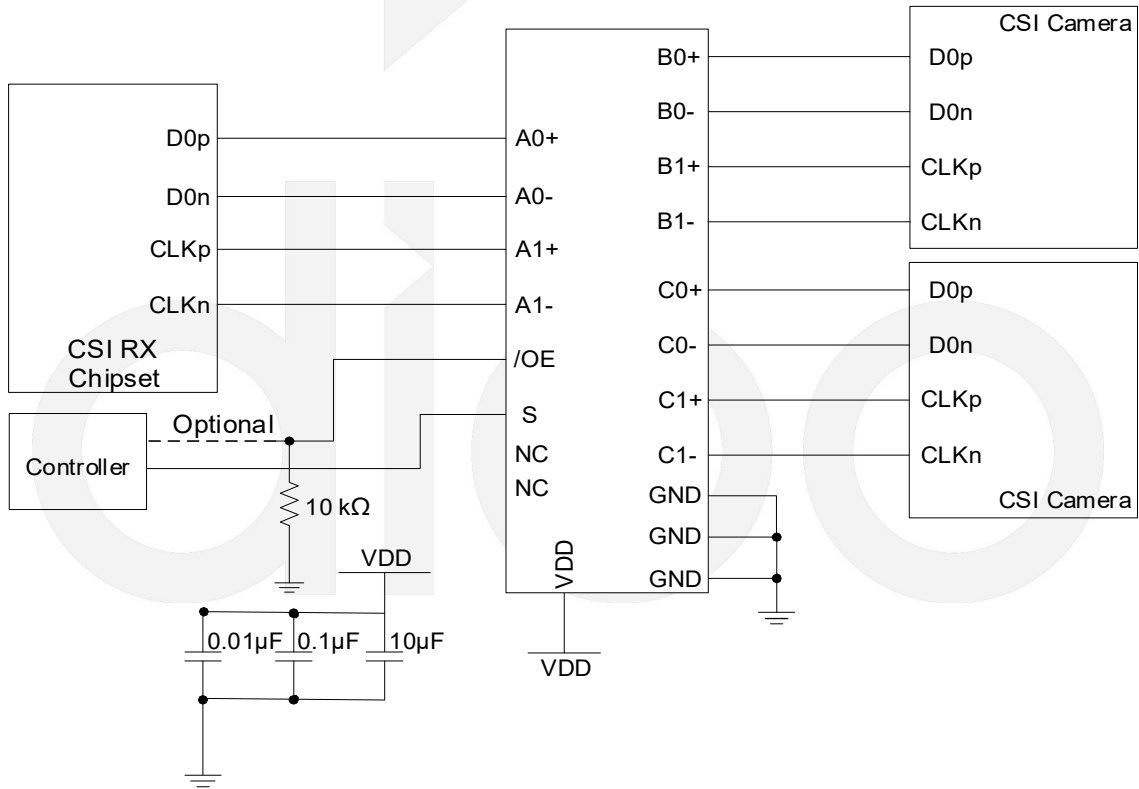 CSI Camera
D0p
D0n
CLKp
CLKn
B0+
B0-
B1+
B1-
D0p
D0n
CLKp
CLKn
CSI RX
Chipset
A0+
A0-
A1+
A1-
/OE
S
NC
NC
C0+
C0-
C1+
C1-
GND
GND
GND
D0p
D0n
CLKp
CLKn
CSI Camera
Optional
Controller
10 kΩ
VDD
VDD
VDD
0.01µF
0.1µF
10µF
dioo